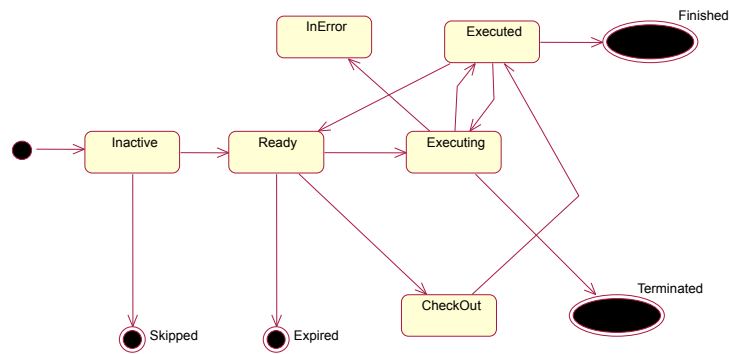 Finished
InError
Executed
Inactive
Ready
Executing
Terminated
CheckOut
Skipped
Expired